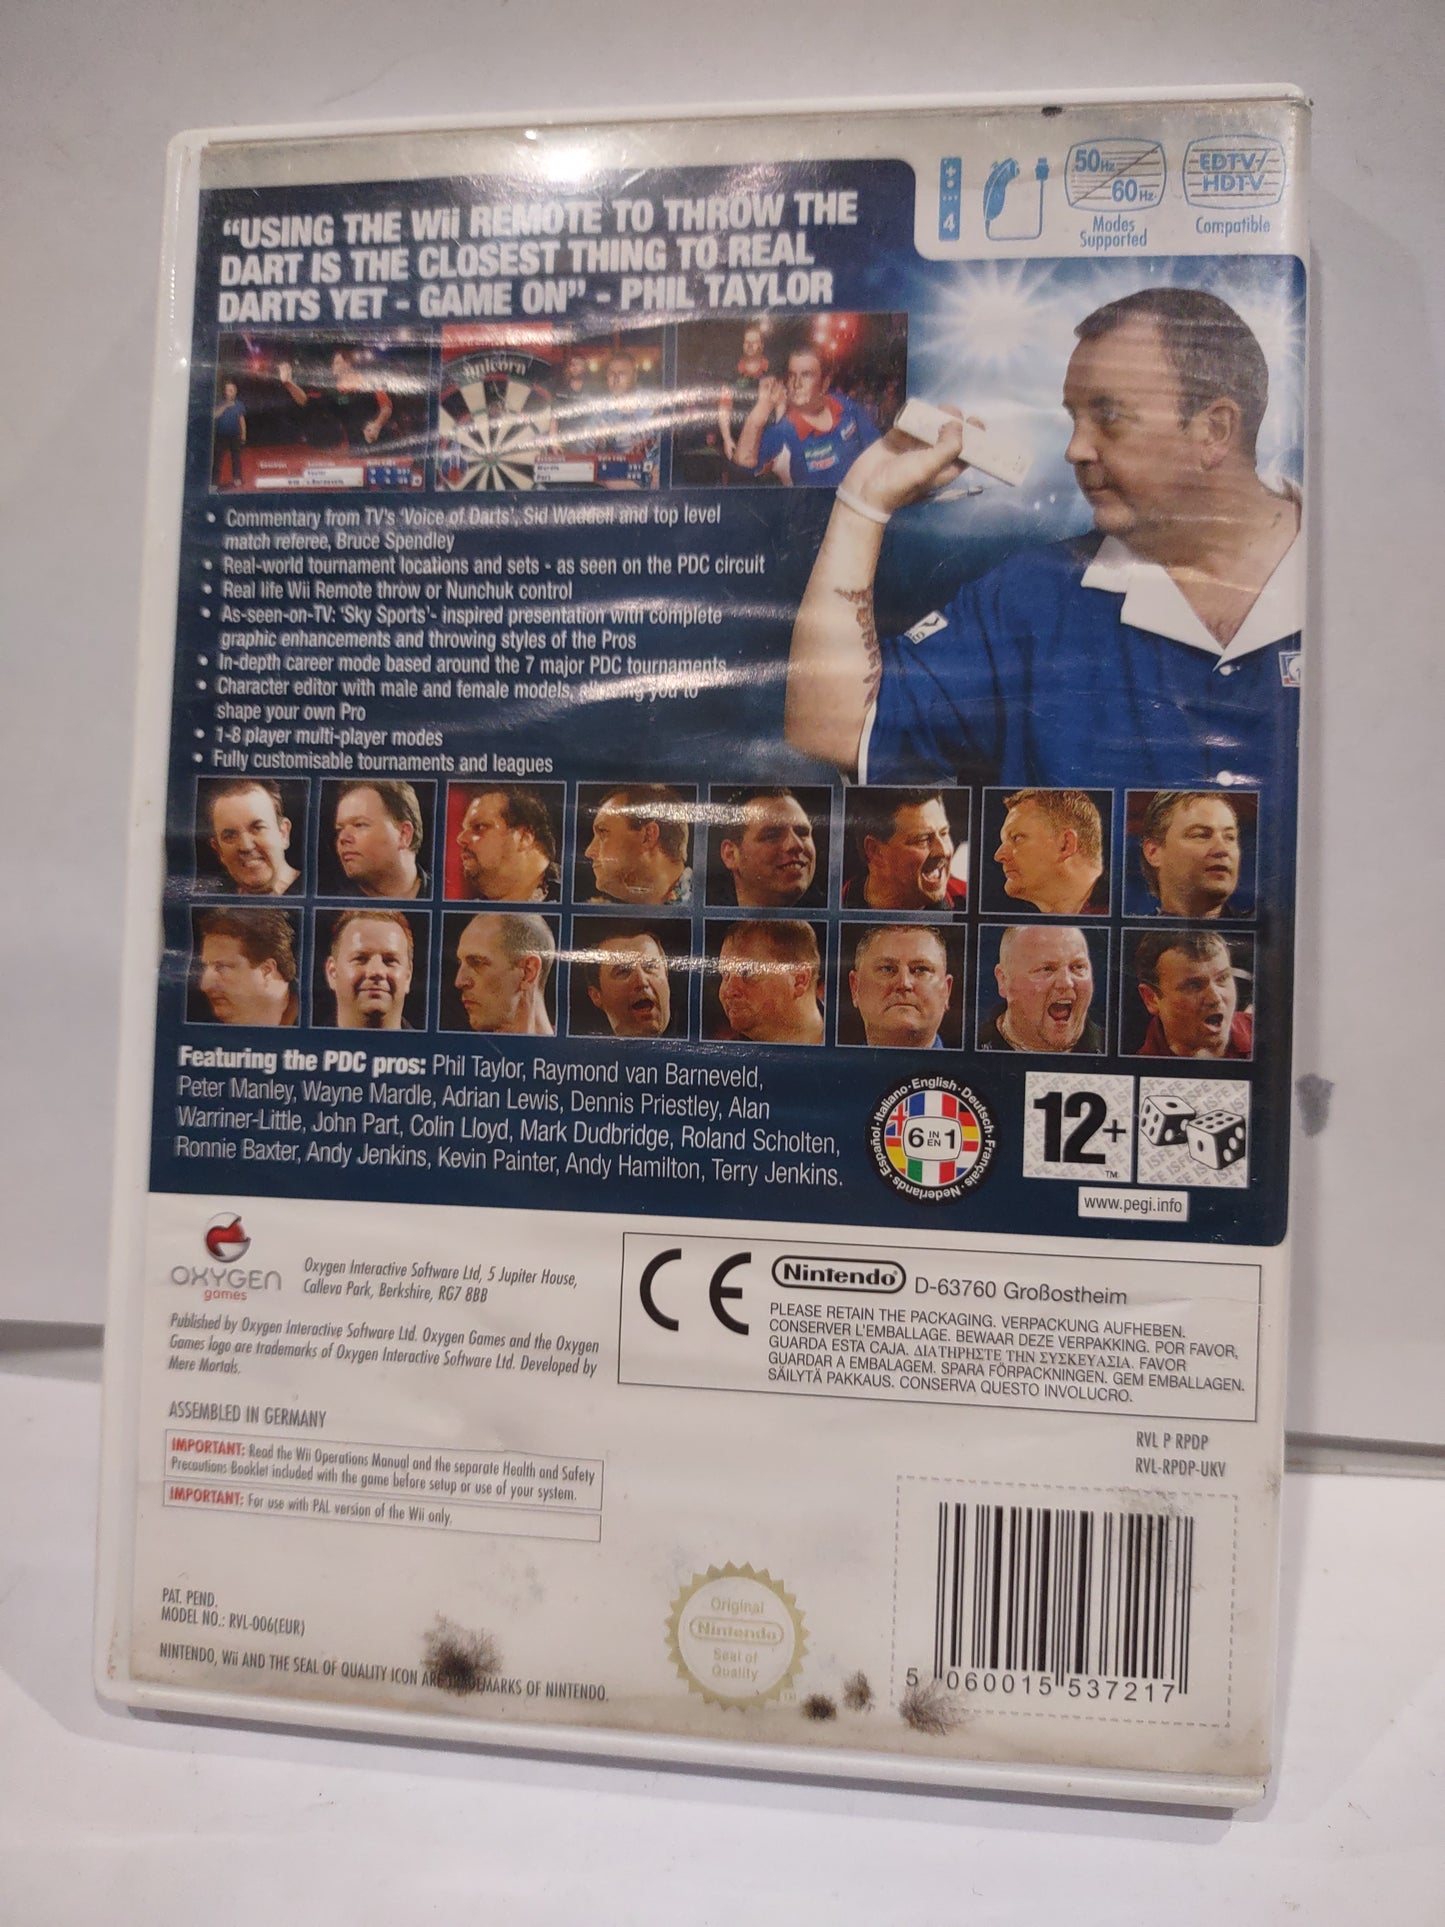 4
50Hz
60Hz
Modes
Supported
EDTV/
HDTV
Compatible
“USING THE Wii REMOTE TO THROW THE
DART IS THE CLOSEST THING TO REAL
DARTS YET - GAME ON” - PHIL TAYLOR
unicorn
• Commentary from TV's 'Voice of Darts', Sid Waddell and top level
match referee, Bruce Spendley
• Real-world tournament locations and sets - as seen on the PDC circuit
• Real life Wii Remote throw or Nunchuk control
• As-seen-on-TV: 'Sky Sports'- inspired presentation with complete
graphic enhancements and throwing styles of the Pros
• In-depth career mode based around the 7 major PDC tournaments
• Character editor with male and female models, allowing you to
shape your own Pro
• 1-8 player multi-player modes
• Fully customisable tournaments and leagues
Featuring the PDC pros: Phil Taylor, Raymond van Barneveld,
Peter Manley, Wayne Mardle, Adrian Lewis, Dennis Priestley, Alan
Warriner-Little, John Part, Colin Lloyd, Mark Dudbridge, Roland Scholten,
Ronnie Baxter, Andy Jenkins, Kevin Painter, Andy Hamilton, Terry Jenkins.
English · Deutsch · Français · Nederlands · Español · Italiano ·
6 IN EN 1
12+
TM
www.pegi.info
OXYGEN
games
Oxygen Interactive Software Ltd, 5 Jupiter House,
Calleva Park, Berkshire, RG7 8BB
Published by Oxygen Interactive Software Ltd. Oxygen Games and the Oxygen
Games logo are trademarks of Oxygen Interactive Software Ltd. Developed by
Mere Mortals.
CE
Nintendo® D-63760 Großostheim
PLEASE RETAIN THE PACKAGING. VERPACKUNG AUFHEBEN.
CONSERVER L'EMBALLAGE. BEWAAR DEZE VERPAKKING. POR FAVOR,
GUARDA ESTA CAJA. ΔΙΑΤΗΡΗΣΤΕ ΤΗΝ ΣΥΣΚΕΥΑΣΙΑ. FAVOR
GUARDAR A EMBALAGEM. SPARA FÖRPACKNINGEN. GEM EMBALLAGEN.
SÄILYTÄ PAKKAUS. CONSERVA QUESTO INVOLUCRO.
ASSEMBLED IN GERMANY
IMPORTANT: Read the Wii Operations Manual and the separate Health and Safety
Precautions Booklet included with the game before setup or use of your system.
IMPORTANT: For use with PAL version of the Wii only.
RVL P RPDP
RVL-RPDP-UKV
PAT. PEND.
MODEL NO.: RVL-006(EUR)
NINTENDO, Wii AND THE SEAL OF QUALITY ICON ARE TRADEMARKS OF NINTENDO.
Original
Nintendo
Seal of
Quality
TM
5 060015 537217